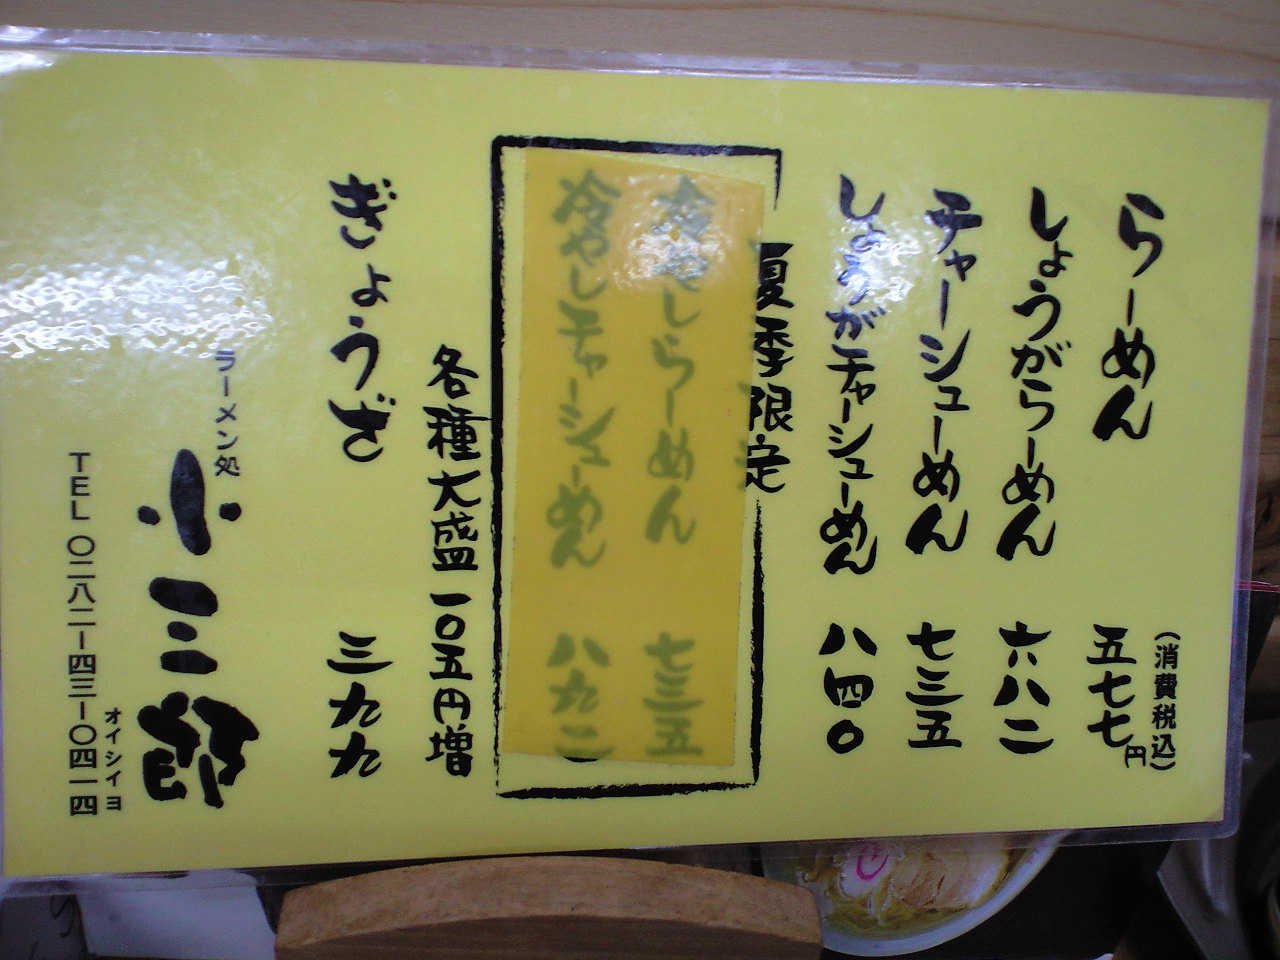 （消費税込）
らーめん 五七七円
しょうがらーめん 六八二
チャーシューめん 七三五
しょうがチャーシューめん 八四〇
夏季限定
冷やしらーめん 七三五
冷やしチャーシューめん 八九二
各種大盛一〇五円増
ぎょうざ 三九九
ラーメン処
小三郎
オイシイヨ
TEL 〇二八二ー四三ー〇四一四